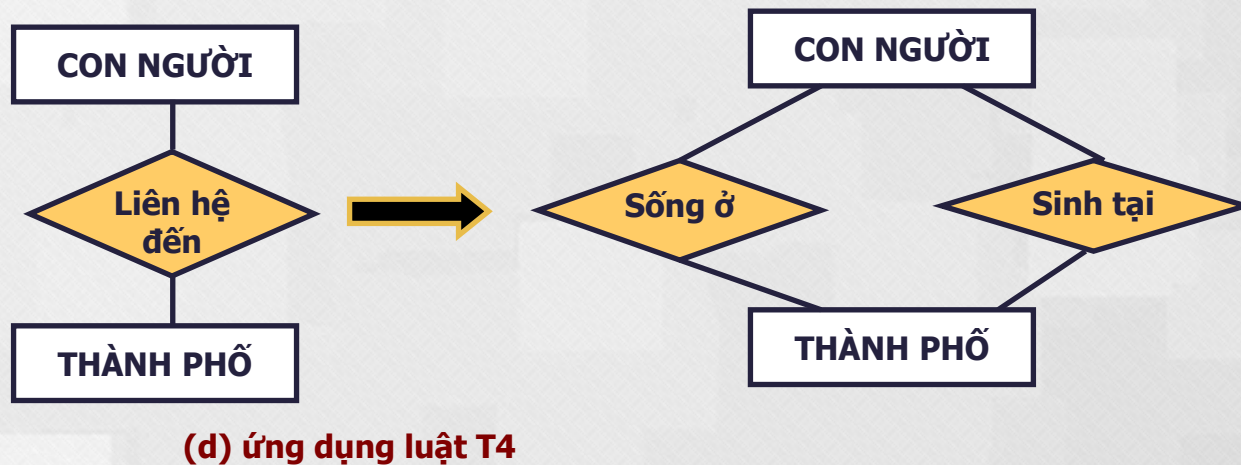 CON NGƯỜI
Liên hệ
đến
THÀNH PHỐ
CON NGƯỜI
Sống ở
Sinh tại
THÀNH PHỐ
(d) ứng dụng luật T4